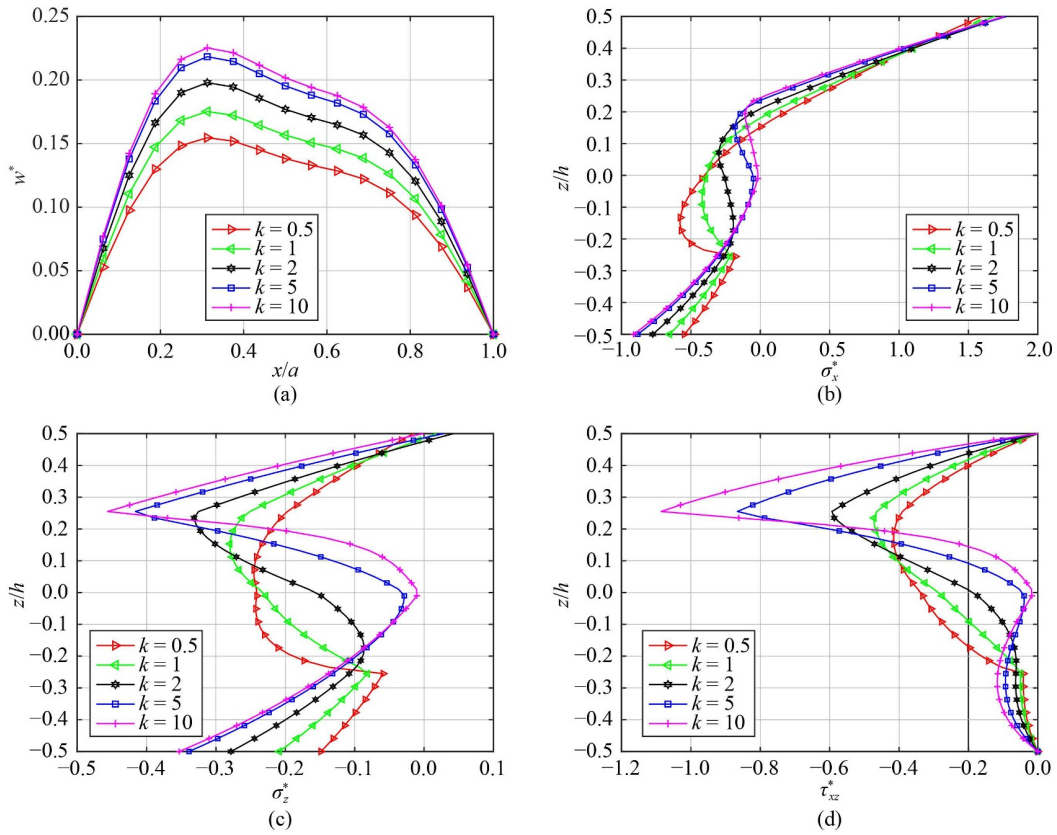 0.25
0.20
0.15
0.10
0.05
0.00
w*
k = 0.5
k = 1
k = 2
k = 5
k = 10
0.0 0.2 0.4 0.6 0.8 1.0
x/a
(a)
0.5
0.4
0.3
0.2
0.1
0.0
−0.1
−0.2
−0.3
−0.4
−0.5
z/h
k = 0.5
k = 1
k = 2
k = 5
k = 10
−1.0 −0.5 0.0 0.5 1.0 1.5 2.0
σx*
(b)
0.5
0.4
0.3
0.2
0.1
0.0
−0.1
−0.2
−0.3
−0.4
−0.5
z/h
k = 0.5
k = 1
k = 2
k = 5
k = 10
−0.5 −0.4 −0.3 −0.2 −0.1 0.0 0.1
σz*
(c)
0.5
0.4
0.3
0.2
0.1
0.0
−0.1
−0.2
−0.3
−0.4
−0.5
z/h
k = 0.5
k = 1
k = 2
k = 5
k = 10
−1.2 −1.0 −0.8 −0.6 −0.4 −0.2 0.0
τxz*
(d)